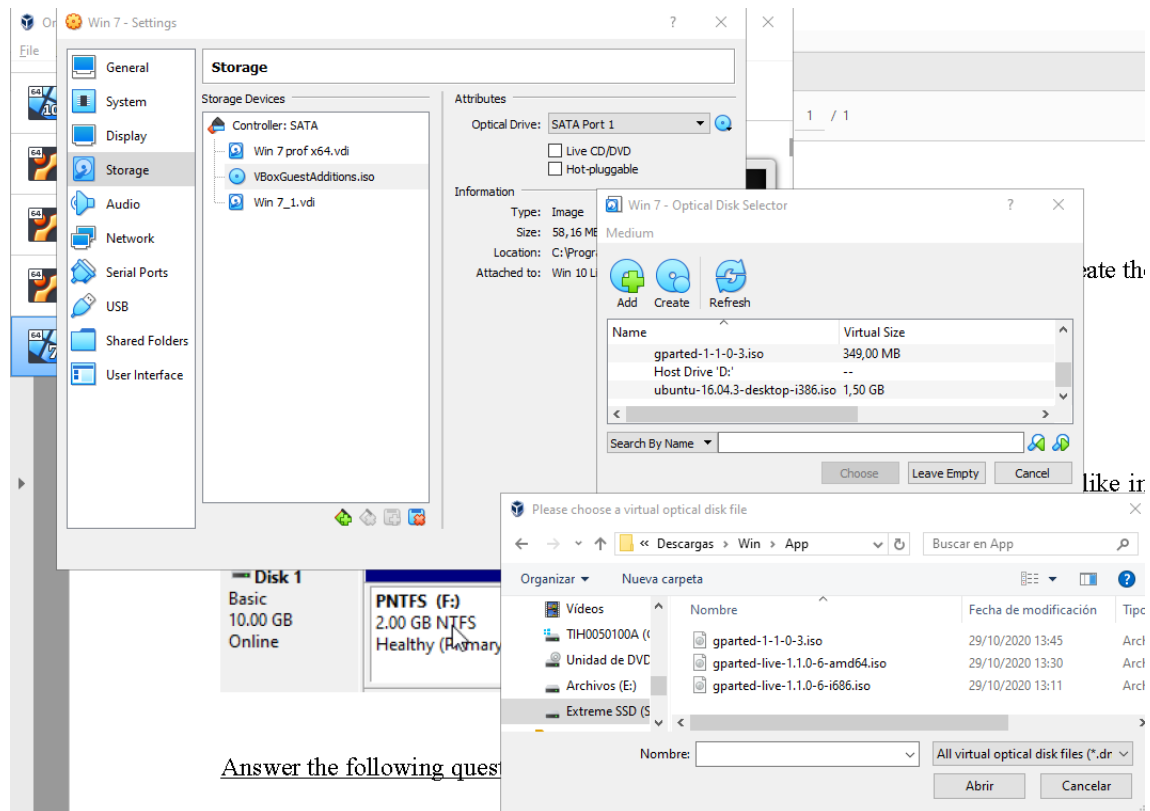 Or
Win 7 - Settings
?
File
64
10
64
64
64
64
7
General
System
Display
Storage
Audio
Network
Serial Ports
USB
Shared Folders
User Interface
Storage
Storage Devices
Controller: SATA
Win 7 prof x64.vdi
VBoxGuestAdditions.iso
Win 7_1.vdi
Attributes
Optical Drive: SATA Port 1
Live CD/DVD
Hot-pluggable
Information
Type: Image
Size: 58,16 MB
Location: C:\Progr
Attached to: Win 10 Li
1 / 1
Win 7 - Optical Disk Selector
?
Medium
Add Create Refresh
Name Virtual Size
gparted-1-1-0-3.iso 349,00 MB
Host Drive 'D:' --
ubuntu-16.04.3-desktop-i386.iso 1,50 GB
Search By Name
Choose Leave Empty Cancel
eate the
like in
Please choose a virtual optical disk file
« Descargas › Win › App
Buscar en App
Organizar Nueva carpeta
?
Vídeos
TIH0050100A (
Unidad de DVD
Archivos (E:)
Extreme SSD (S
Nombre Fecha de modificación Tipo
gparted-1-1-0-3.iso 29/10/2020 13:45 Arch
gparted-live-1.1.0-6-amd64.iso 29/10/2020 13:30 Arch
gparted-live-1.1.0-6-i686.iso 29/10/2020 13:11 Arch
Nombre:
All virtual optical disk files (*.dr
Abrir Cancelar
Disk 1
Basic
10.00 GB
Online
PNTFS (F:)
2.00 GB NTFS
Healthy (Primary
Answer the following quest